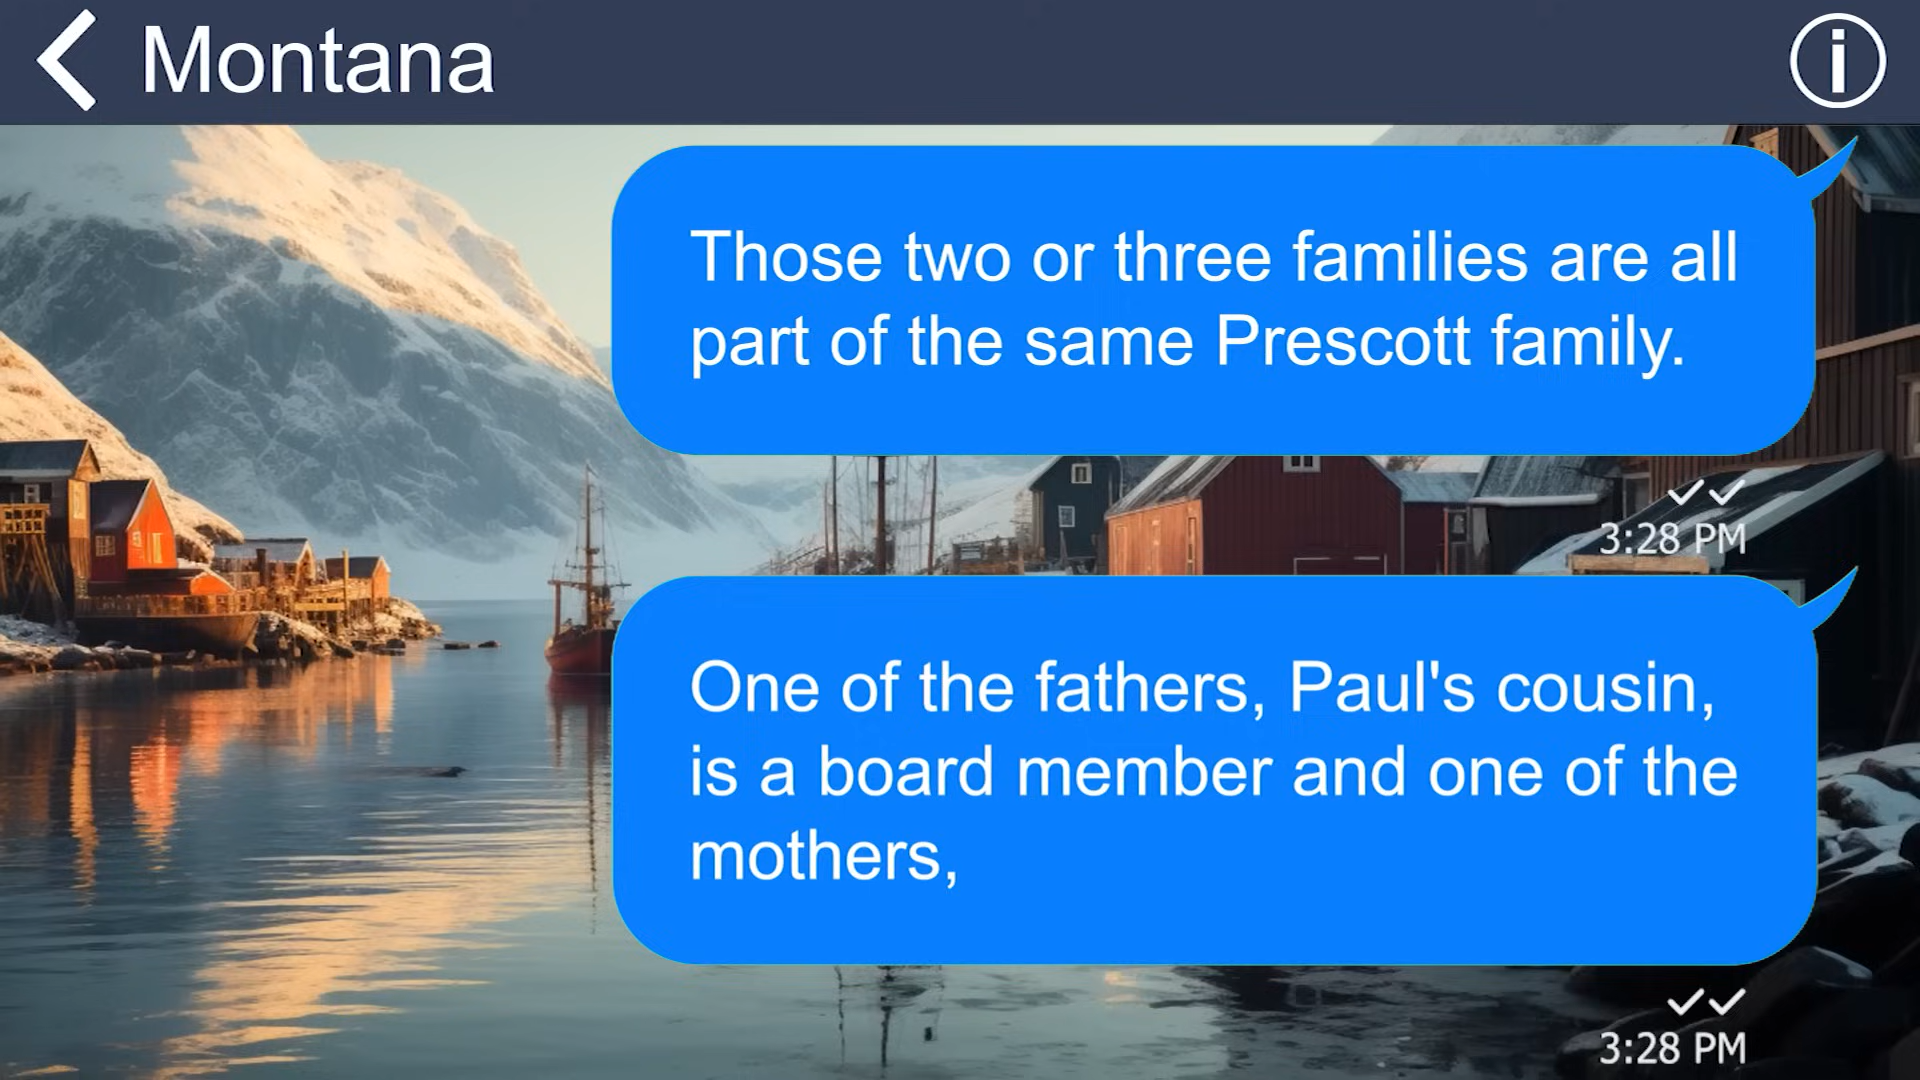 Montana
Those two or three families are all
part of the same Prescott family.
3:28 PM
One of the fathers, Paul's cousin,
is a board member and one of the
mothers,
3:28 PM